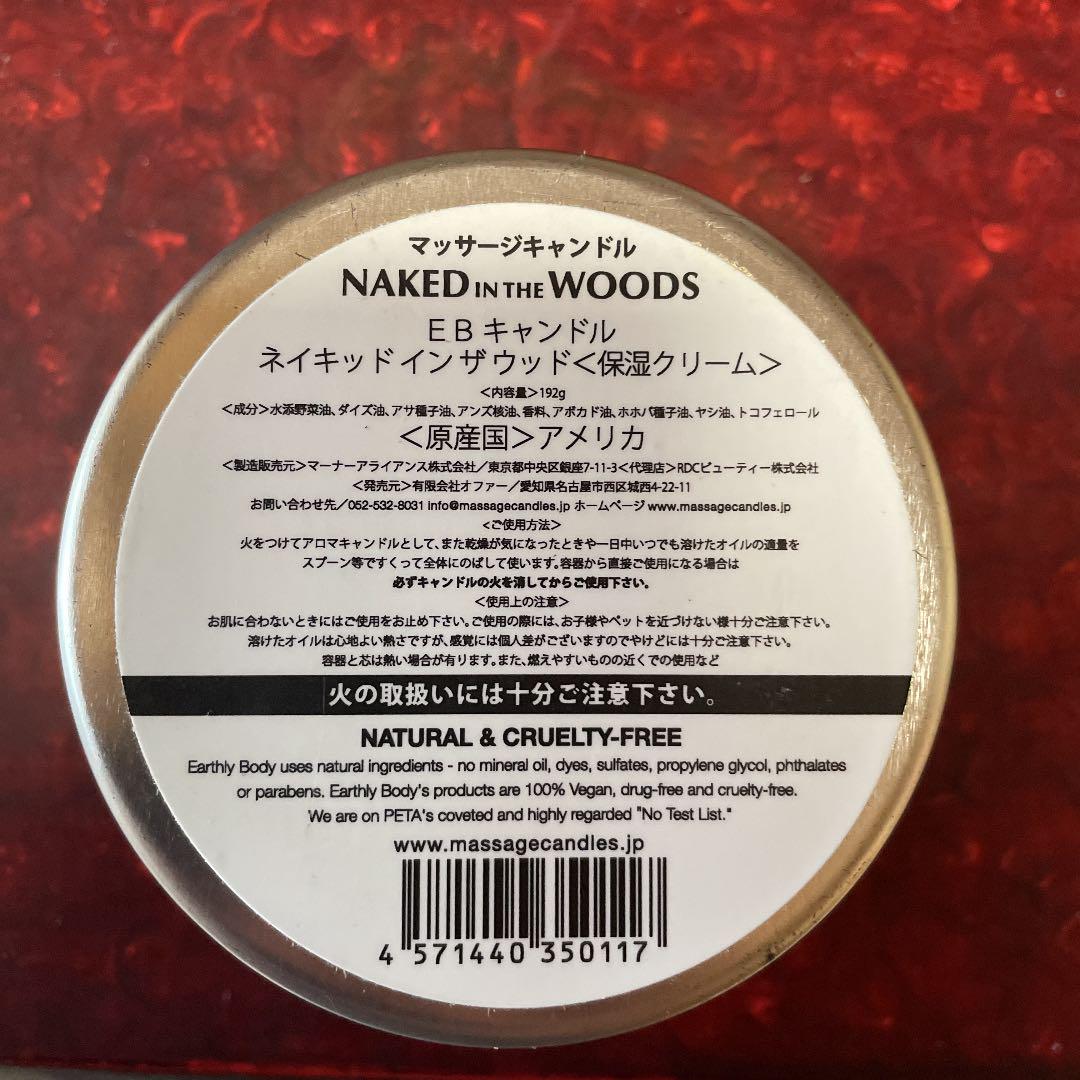 マッサージキャンドル
NAKED IN THE WOODS
EBキャンドル
ネイキッド イン ザ ウッド<保湿クリーム>
<内容量>192g
<成分>水添野菜油、ダイズ油、アサ種子油、アンズ核油、香料、アボカド油、ホホバ種子油、ヤシ油、トコフェロール
<原産国>アメリカ
<製造販売元>マーナーアライアンス株式会社/東京都中央区銀座7-11-3<代理店>RDCビューティー株式会社
<発売元>有限会社オファー/愛知県名古屋市西区城西4-22-11
お問い合わせ先/052-532-8031 info@massagecandles.jp ホームページ www.massagecandles.jp
<ご使用方法>
火をつけてアロマキャンドルとして、また乾燥が気になったときや一日中いつでも溶けたオイルの適量を
スプーン等ですくって全体にのばして使います。容器から直接ご使用になる場合は
必ずキャンドルの火を消してからご使用下さい。
<使用上の注意>
お肌に合わないときにはご使用をお止め下さい。ご使用の際には、お子様やペットを近づけない様十分ご注意下さい。
溶けたオイルは心地よい熱さですが、感覚には個人差がございますのでやけどには十分ご注意下さい。
容器と芯は熱い場合が有ります。また、燃えやすいものの近くでの使用など
火の取扱いには十分ご注意下さい。
NATURAL & CRUELTY-FREE
Earthly Body uses natural ingredients - no mineral oil, dyes, sulfates, propylene glycol, phthalates
or parabens. Earthly Body's products are 100% Vegan, drug-free and cruelty-free.
We are on PETA's coveted and highly regarded "No Test List."
www.massagecandles.jp
4 571440 350117